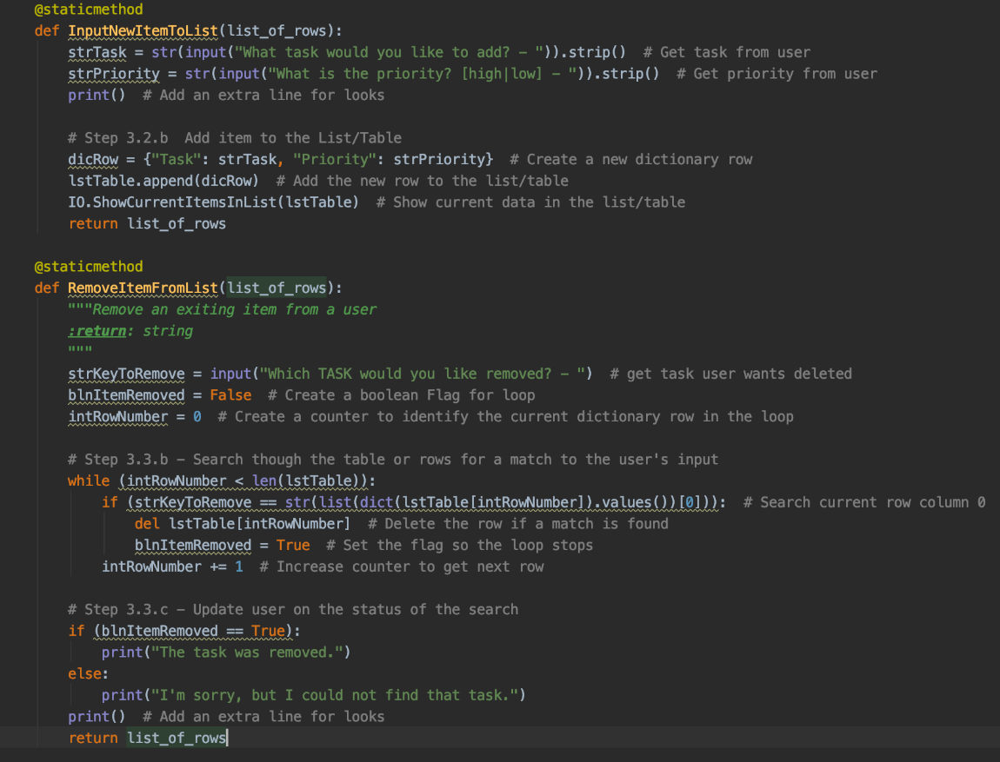 @staticmethod
def InputNewItemToList(list_of_rows):
    strTask = str(input("What task would you like to add? – ")).strip()  # Get task from user
    strPriority = str(input("What is the priority? [high|low] – ")).strip()  # Get priority from user
    print()  # Add an extra line for looks

    # Step 3.2.b  Add item to the List/Table
    dicRow = {"Task": strTask, "Priority": strPriority}  # Create a new dictionary row
    lstTable.append(dicRow)  # Add the new row to the list/table
    IO.ShowCurrentItemsInList(lstTable)  # Show current data in the list/table
    return list_of_rows

@staticmethod
def RemoveItemFromList(list_of_rows):
    """Remove an exiting item from a user
    :return: string
    """
    strKeyToRemove = input("Which TASK would you like removed? – ")  # get task user wants deleted
    blnItemRemoved = False  # Create a boolean Flag for loop
    intRowNumber = 0  # Create a counter to identify the current dictionary row in the loop

    # Step 3.3.b – Search though the table or rows for a match to the user's input
    while (intRowNumber < len(lstTable)):
        if (strKeyToRemove == str(list(dict(lstTable[intRowNumber]).values())[0])):  # Search current row column 0
            del lstTable[intRowNumber]  # Delete the row if a match is found
            blnItemRemoved = True  # Set the flag so the loop stops
        intRowNumber += 1  # Increase counter to get next row

    # Step 3.3.c – Update user on the status of the search
    if (blnItemRemoved == True):
        print("The task was removed.")
    else:
        print("I'm sorry, but I could not find that task.")
    print()  # Add an extra line for looks
    return list_of_rows